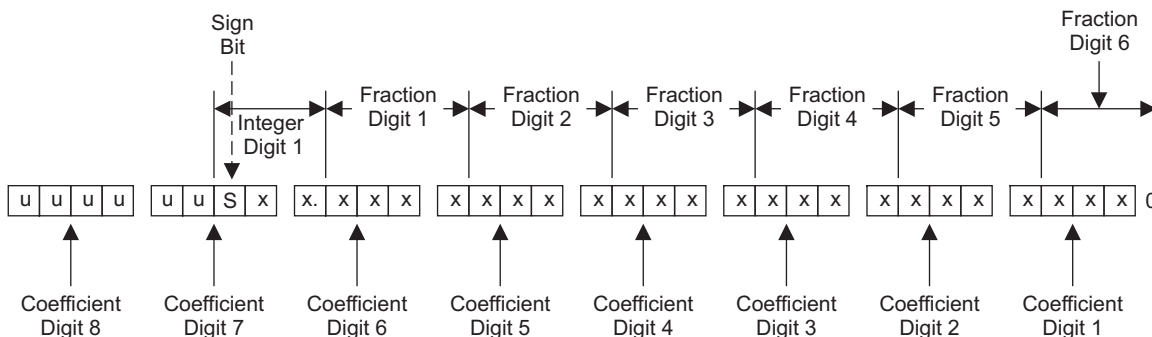 Sign
Bit
Fraction
Digit 6
Integer
Digit 1
Fraction
Digit 1
Fraction
Digit 2
Fraction
Digit 3
Fraction
Digit 4
Fraction
Digit 5
u u u u
u u S x
x. x x x
x x x x
x x x x
x x x x
x x x x
x x x x 0
Coefficient
Digit 8
Coefficient
Digit 7
Coefficient
Digit 6
Coefficient
Digit 5
Coefficient
Digit 4
Coefficient
Digit 3
Coefficient
Digit 2
Coefficient
Digit 1